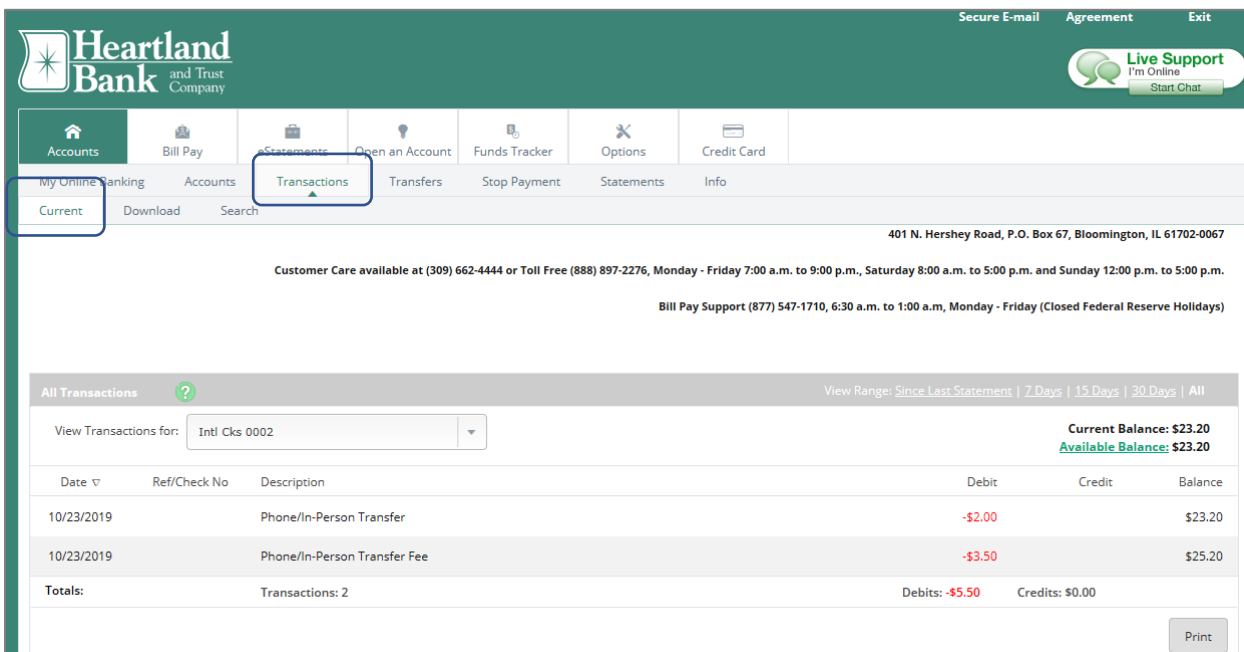 Secure E-mail Agreement Exit
Heartland
Bank and Trust Company
Live Support
I'm Online
Start Chat
Accounts Bill Pay eStatements Open an Account Funds Tracker Options Credit Card
My Online Banking Accounts Transactions Transfers Stop Payment Statements Info
Current Download Search
401 N. Hershey Road, P.O. Box 67, Bloomington, IL 61702-0067
Customer Care available at (309) 662-4444 or Toll Free (888) 897-2276, Monday - Friday 7:00 a.m. to 9:00 p.m., Saturday 8:00 a.m. to 5:00 p.m. and Sunday 12:00 p.m. to 5:00 p.m.
Bill Pay Support (877) 547-1710, 6:30 a.m. to 1:00 a.m, Monday - Friday (Closed Federal Reserve Holidays)
All Transactions ? View Range: Since Last Statement | 7 Days | 15 Days | 30 Days | All
View Transactions for: Intl Cks 0002 Current Balance: $23.20
Available Balance: $23.20
Date Ref/Check No Description Debit Credit Balance
10/23/2019 Phone/In-Person Transfer -$2.00 $23.20
10/23/2019 Phone/In-Person Transfer Fee -$3.50 $25.20
Totals: Transactions: 2 Debits: -$5.50 Credits: $0.00
Print